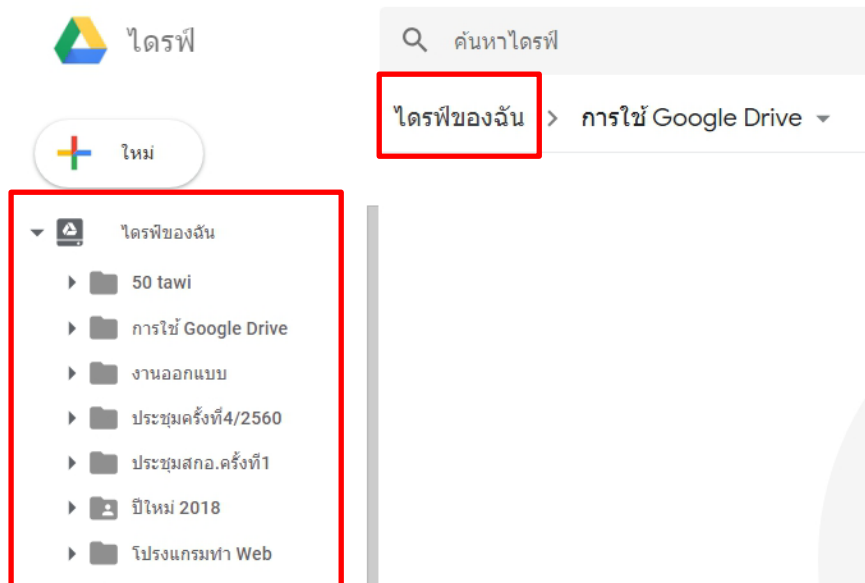 ไดรฟ์
ค้นหาไดรฟ์
ไดรฟ์ของฉัน > การใช้ Google Drive
ใหม่
ไดรฟ์ของฉัน
50 tawi
การใช้ Google Drive
งานออกแบบ
ประชุมครั้งที่4/2560
ประชุมสกอ.ครั้งที่1
ปีใหม่ 2018
โปรงแกรมทำ Web